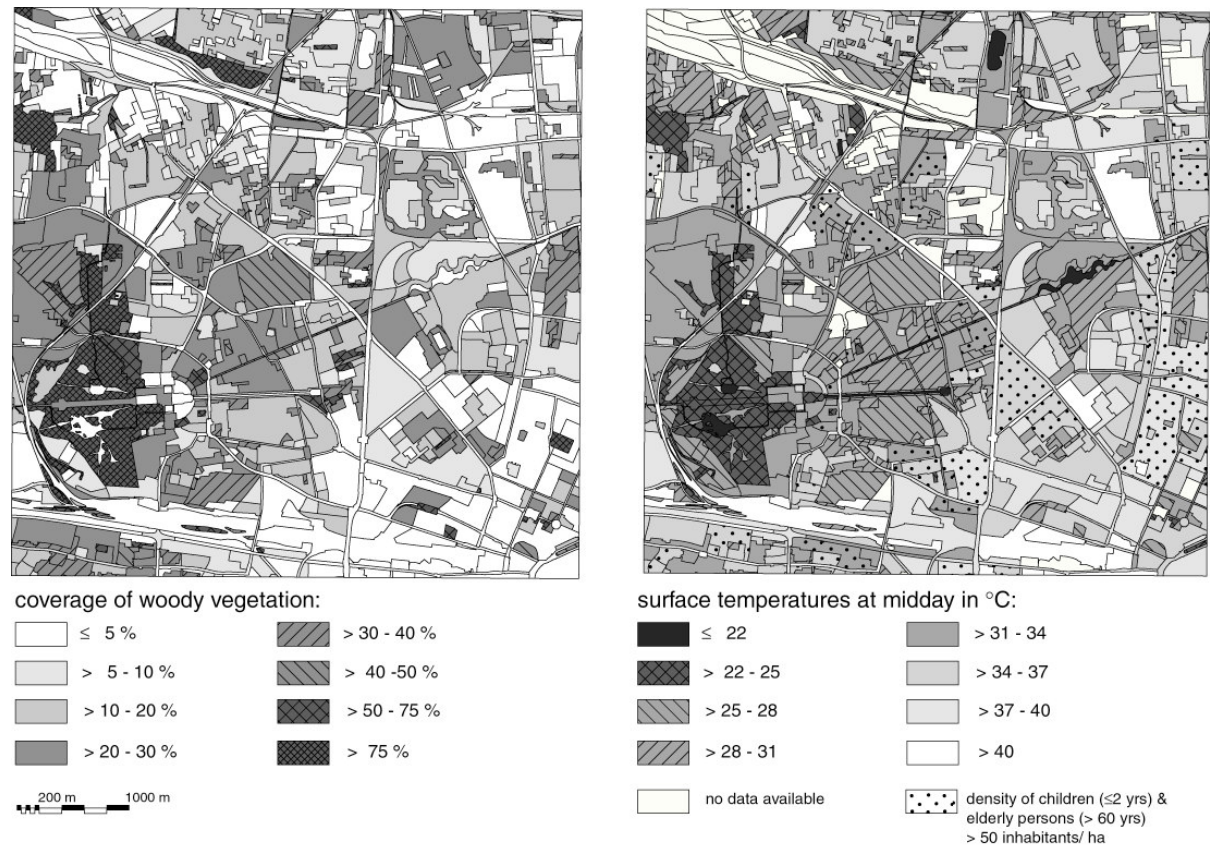 coverage of woody vegetation:
≤ 5 %
> 5 - 10 %
> 10 - 20 %
> 20 - 30 %
> 30 - 40 %
> 40 -50 %
> 50 - 75 %
> 75 %
200 m 1000 m
surface temperatures at midday in °C:
≤ 22
> 22 - 25
> 25 - 28
> 28 - 31
no data available
> 31 - 34
> 34 - 37
> 37 - 40
> 40
density of children (≤2 yrs) &
elderly persons (> 60 yrs)
> 50 inhabitants/ ha